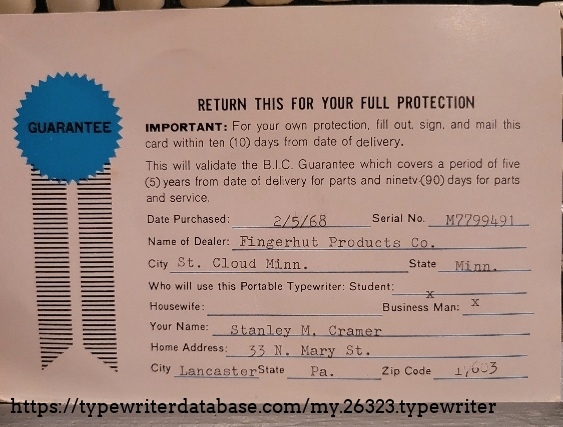 GUARANTEE
RETURN THIS FOR YOUR FULL PROTECTION
IMPORTANT: For your own protection, fill out, sign, and mail this
card within ten (10) days from date of delivery.
This will validate the B.I.C. Guarantee which covers a period of five
(5) years from date of delivery for parts and ninety (90) days for parts
and service.
Date Purchased: 2/5/68 Serial No. M7799491
Name of Dealer: Fingerhut Products Co.
City St. Cloud Minn. State Minn.
Who will use this Portable Typewriter: Student: x
Housewife: Business Man: x
Your Name: Stanley M. Cramer
Home Address: 33 N. Mary St.
City Lancaster State Pa. Zip Code
https://typewriterdatabase.com/my.26323.typewriter